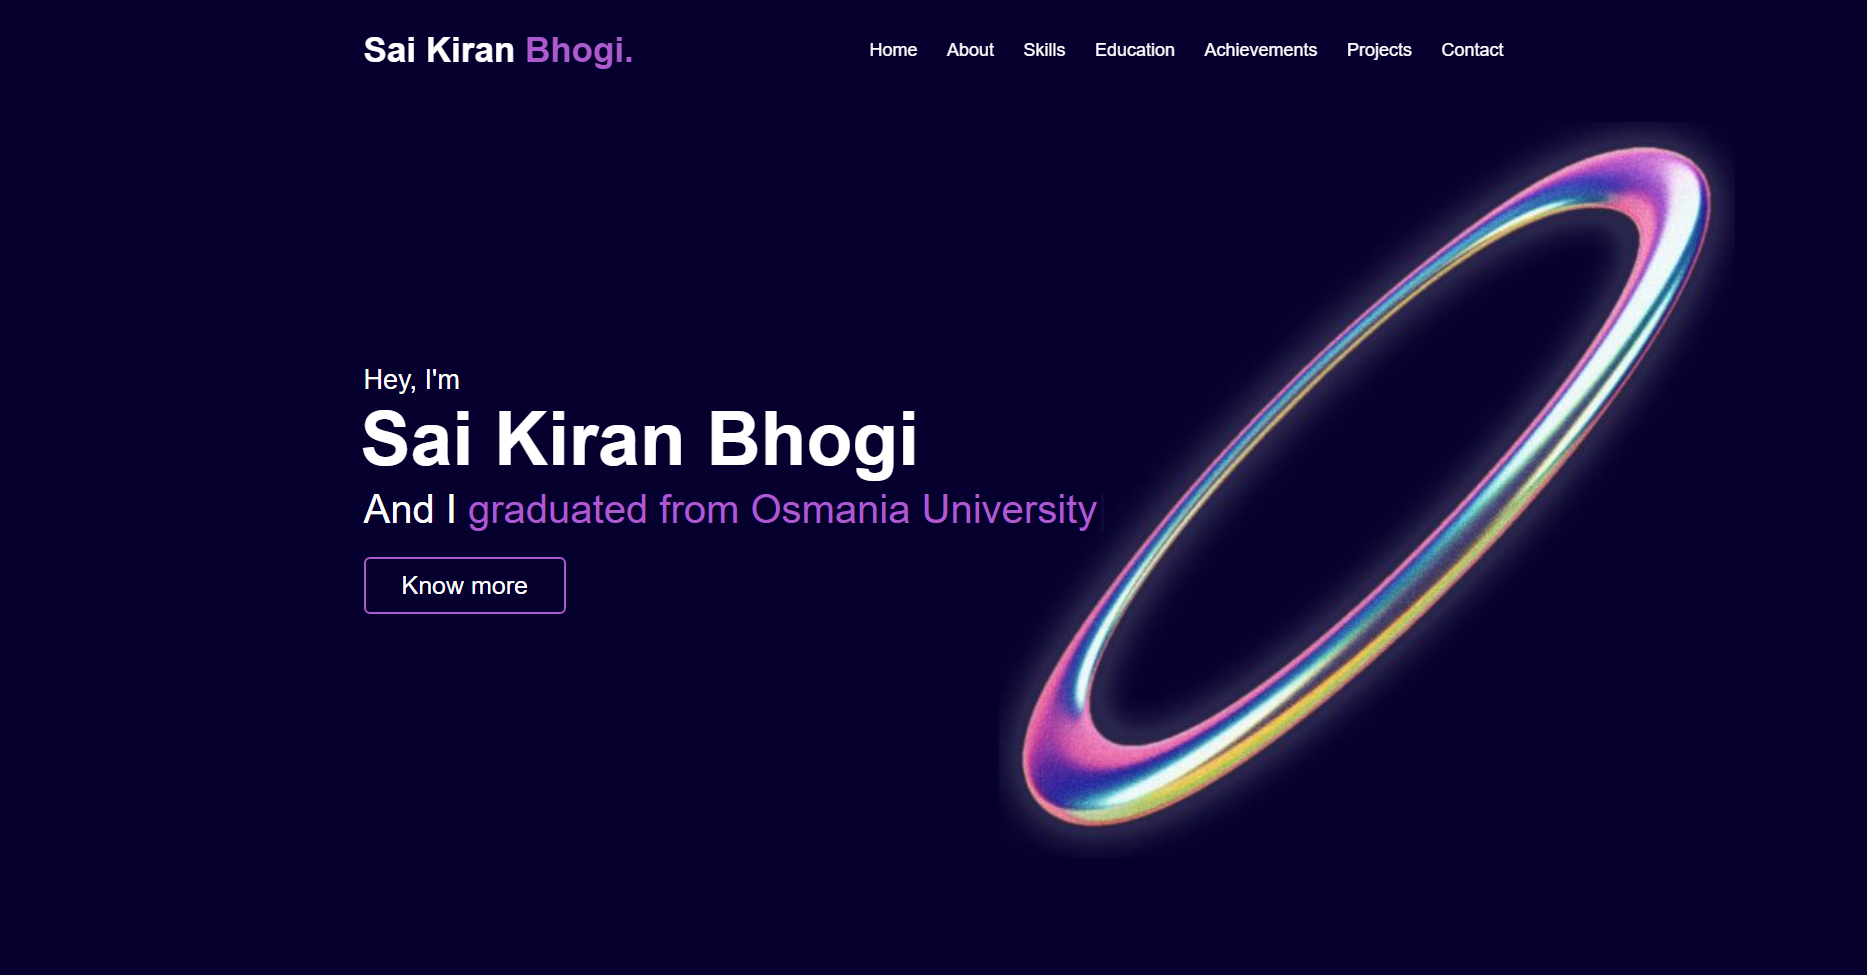 Sai Kiran Bhogi.
Home About Skills Education Achievements Projects Contact
Hey, I'm
Sai Kiran Bhogi
And I graduated from Osmania University
Know more